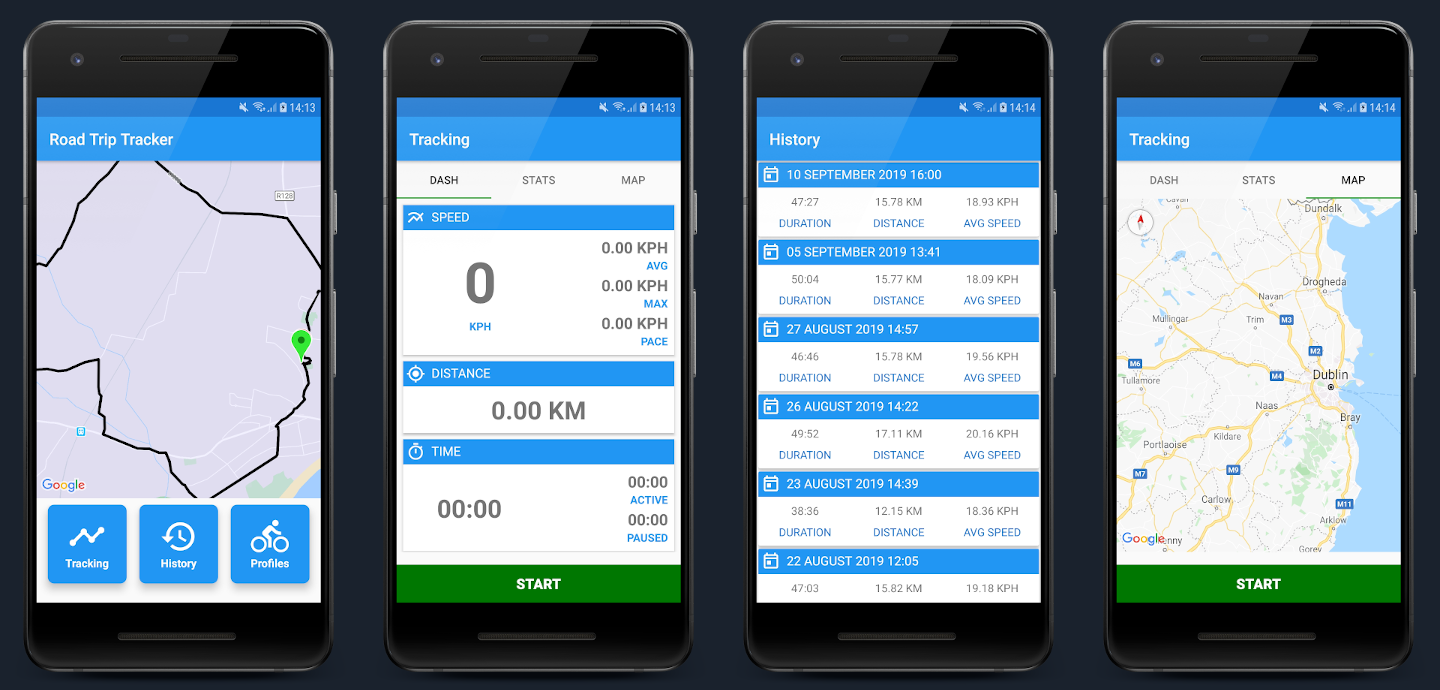 14:13
Road Trip Tracker
R128
Google
Tracking
History
Profiles
14:13
Tracking
DASH STATS MAP
SPEED
0
KPH
0.00 KPH
AVG
0.00 KPH
MAX
0.00 KPH
PACE
DISTANCE
0.00 KM
TIME
00:00
00:00
ACTIVE
00:00
PAUSED
START
14:14
History
10 SEPTEMBER 2019 16:00
47:27 15.78 KM 18.93 KPH
DURATION DISTANCE AVG SPEED
05 SEPTEMBER 2019 13:41
50:04 15.77 KM 18.09 KPH
DURATION DISTANCE AVG SPEED
27 AUGUST 2019 14:57
46:46 15.78 KM 19.56 KPH
DURATION DISTANCE AVG SPEED
26 AUGUST 2019 14:22
49:52 17.11 KM 20.16 KPH
DURATION DISTANCE AVG SPEED
23 AUGUST 2019 14:39
38:36 12.15 KM 18.36 KPH
DURATION DISTANCE AVG SPEED
22 AUGUST 2019 12:05
47:03 15.82 KM 19.18 KPH
14:14
Tracking
DASH STATS MAP
Cavan
Dundalk
Drogheda
Navan
Mullingar
Trim
M3
M2
M6
M4
Dublin
Tullamore
Naas
Bray
Kildare
Portlaoise
M7
M9
Carlow
M11
Arklow
Google
enny
Gorey
START